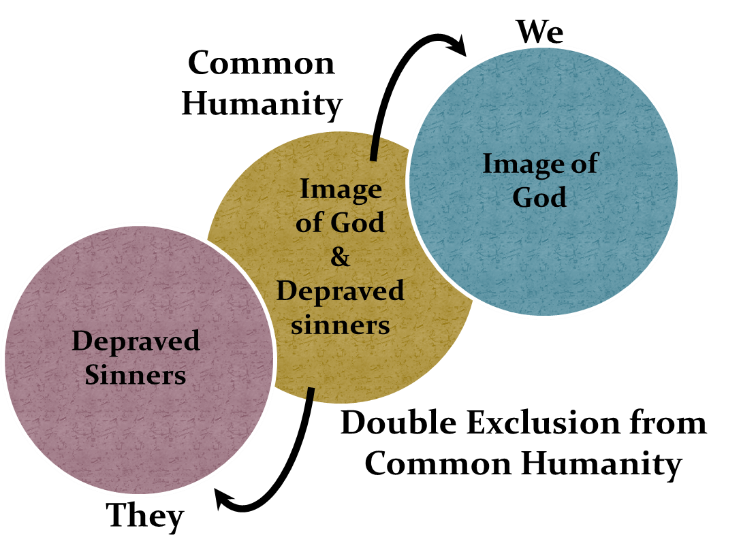 We
Common
Humanity
Image of
God
Image
of God
&
Depraved
sinners
Depraved
Sinners
Double Exclusion from
Common Humanity
They